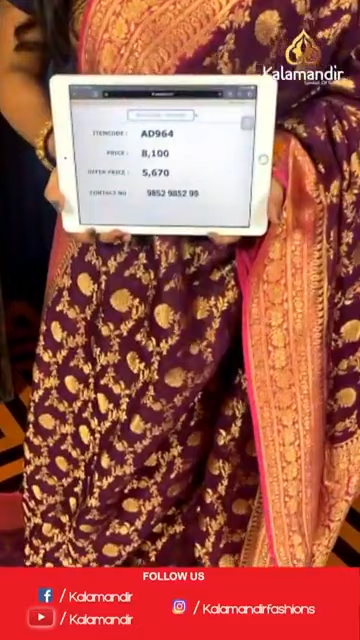 Kalamandir
ITEMCODE : AD964
PRICE : 8,100
OFFER PRICE : 5,670
CONTACT NO 9852 9852 99
FOLLOW US
/ Kalamandir
/ Kalamandir
/ Kalamandirfashions